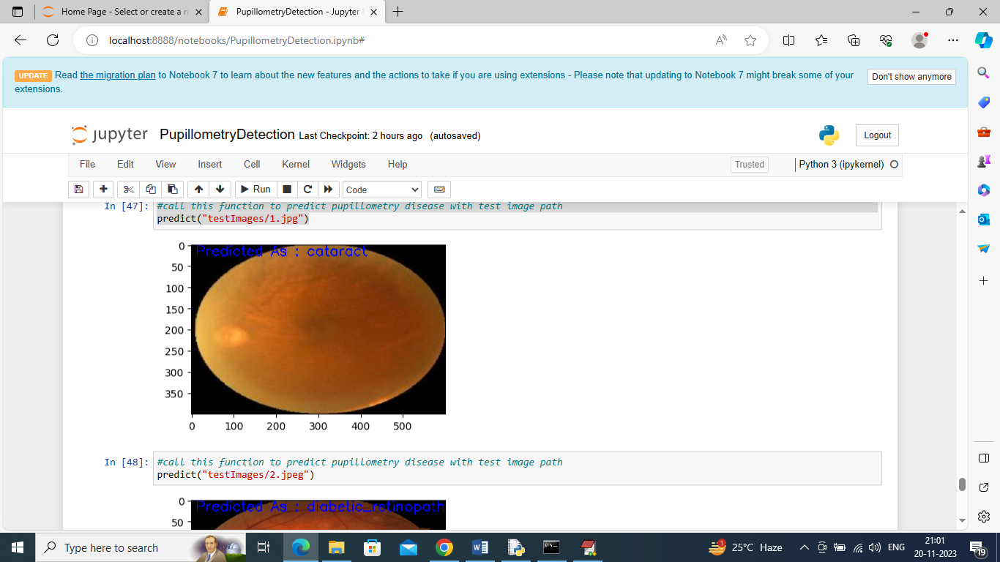 Home Page - Select or create a n
PupillometryDetection - Jupyter
localhost:8888/notebooks/PupillometryDetection.ipynb#
UPDATE Read the migration plan to Notebook 7 to learn about the new features and the actions to take if you are using extensions - Please note that updating to Notebook 7 might break some of your
extensions.
Don't show anymore
jupyter PupillometryDetection Last Checkpoint: 2 hours ago (autosaved)
Logout
File Edit View Insert Cell Kernel Widgets Help
Trusted
Python 3 (ipykernel)
Run
Code
In [47]: #call this function to predict pupillometry disease with test image path
predict("testImages/1.jpg")
Predicted As : cataract
0
50
100
150
200
250
300
350
0 100 200 300 400 500
In [48]: #call this function to predict pupillometry disease with test image path
predict("testImages/2.jpeg")
Predicted As : diabetic_retinopath
0
50
Type here to search
1
25°C Haze
ENG
21:01
20-11-2023
19